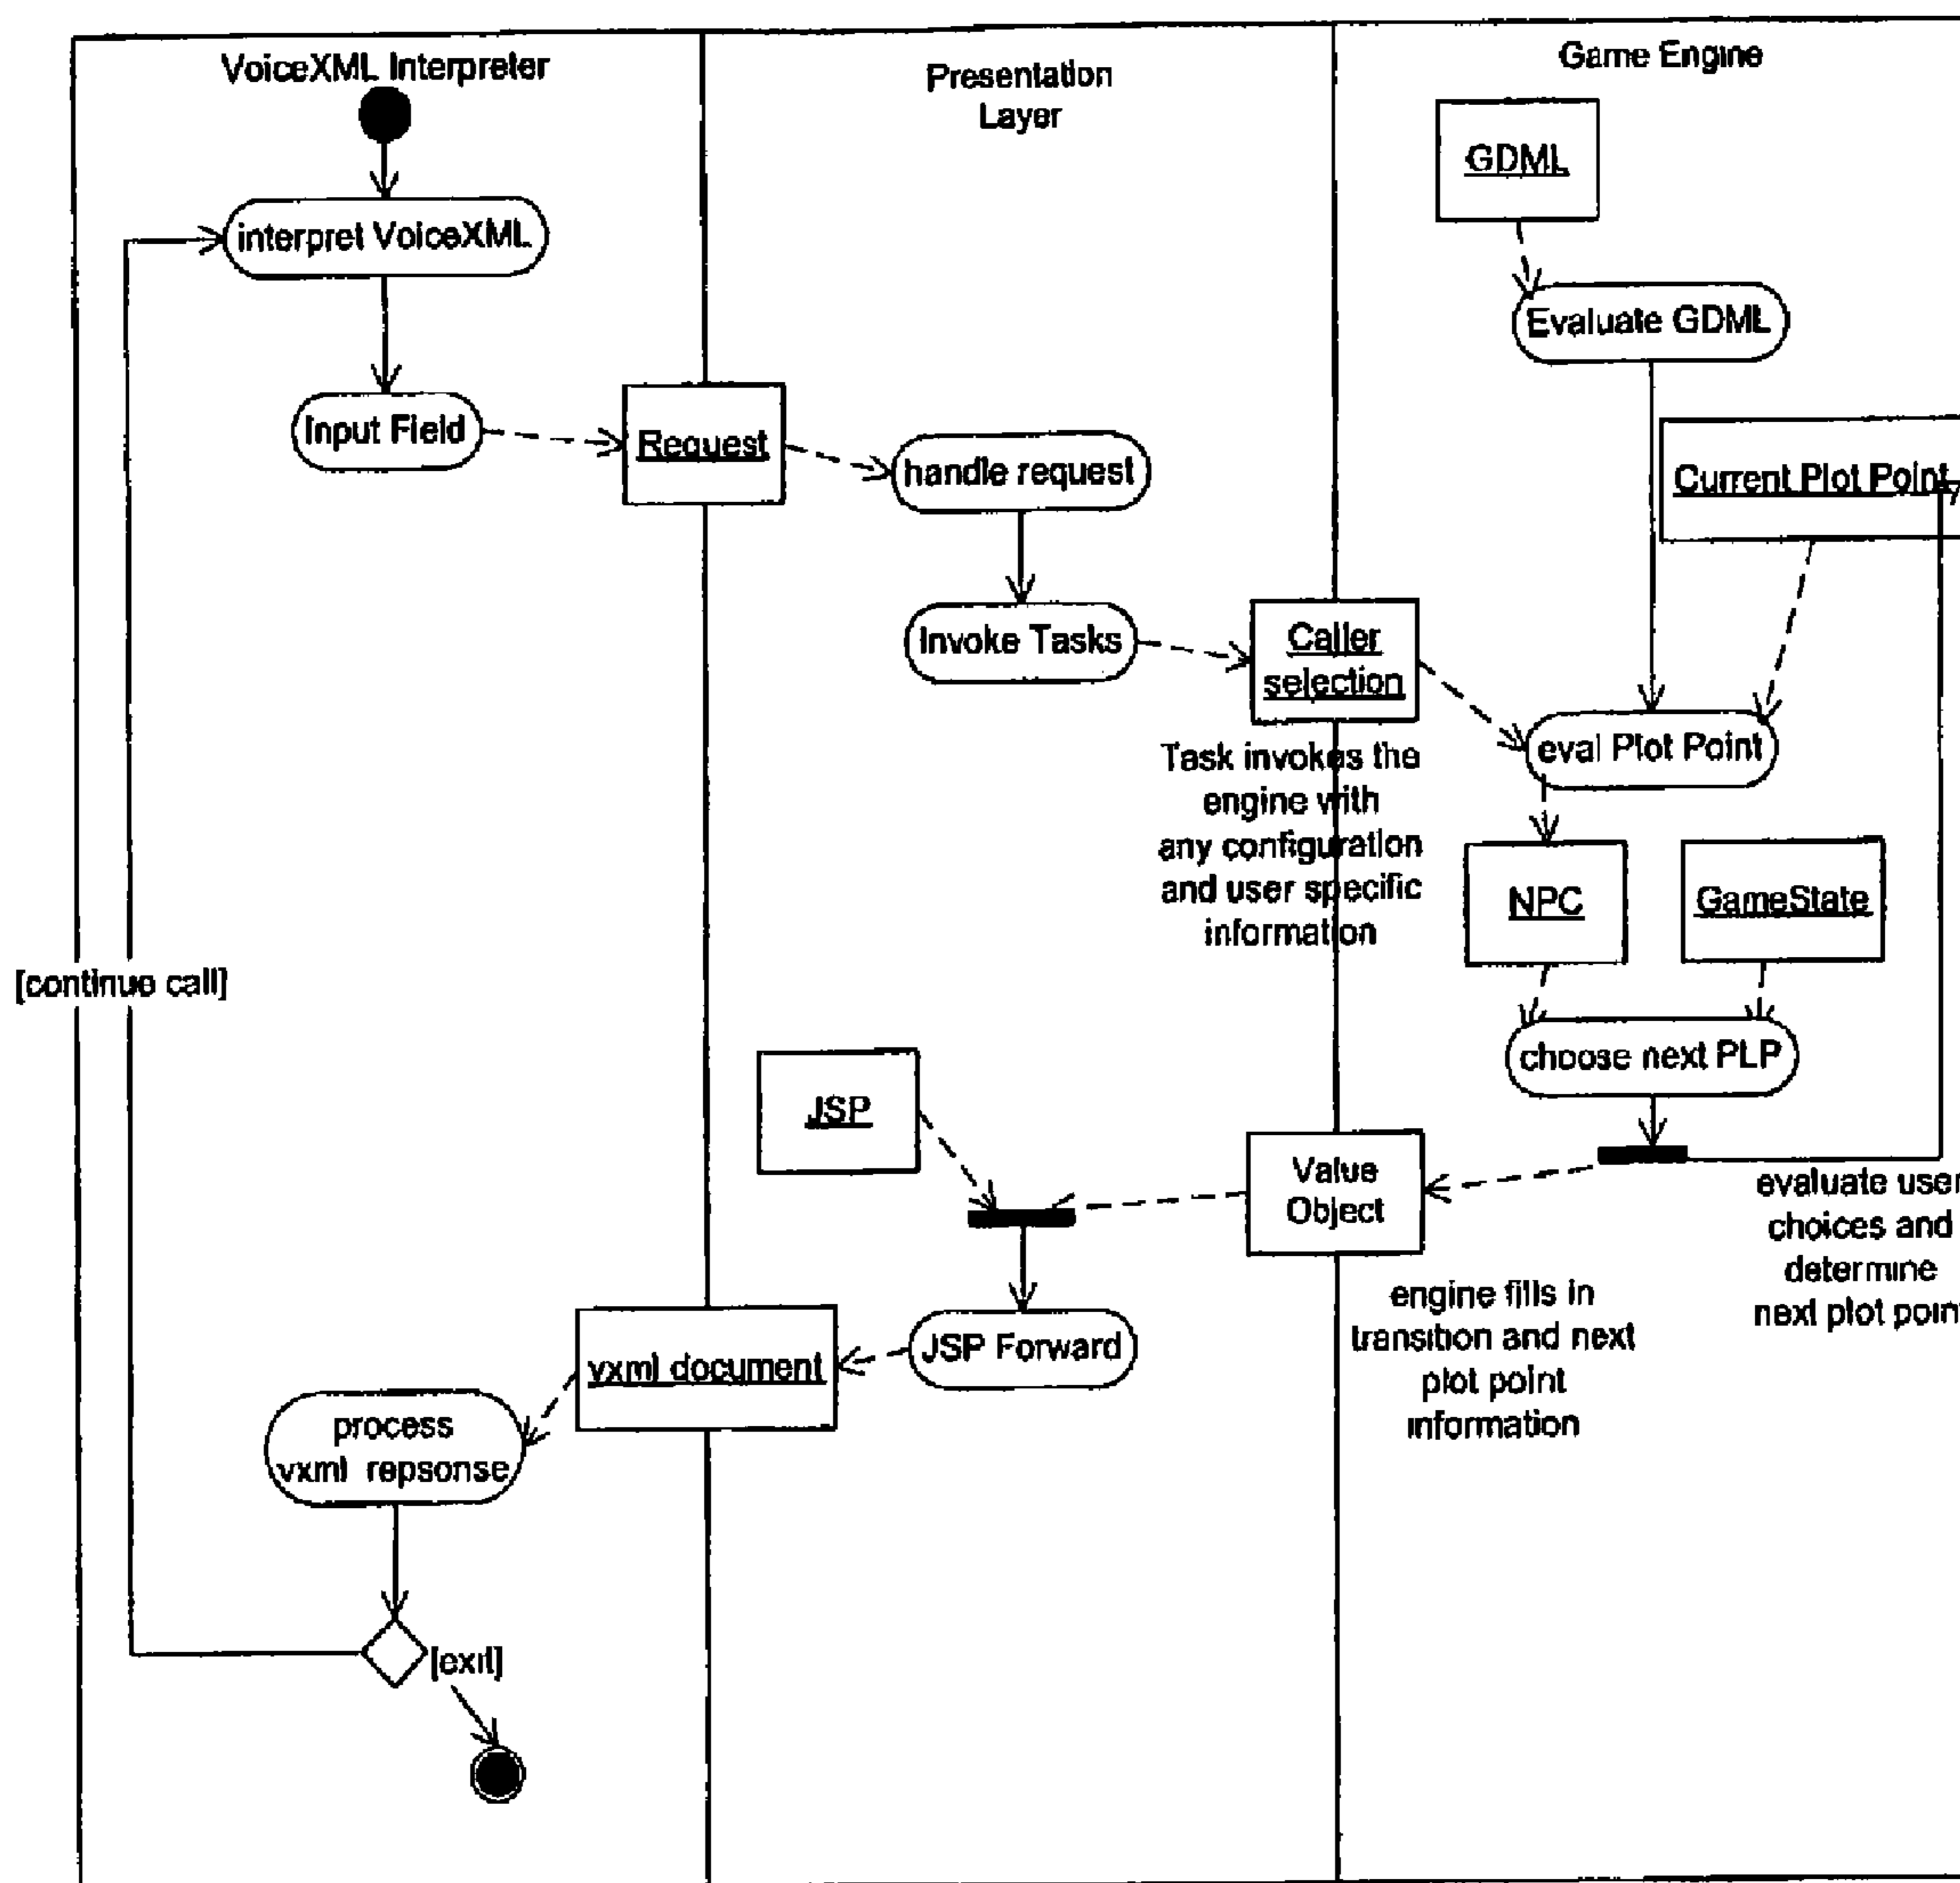 VoiceXML Interpreter
Presentation
Layer
Game Engine
GDML
interpret VoiceXML
Evaluate GDML
Input Field
Request
handle request
Current Plot Point
Invoke Tasks
Caller
selection
eval Plot Point
Task invokes the
engine with
any configuration
and user specific
information
NPC
GameState
[continue call]
choose next PLP
JSP
Value
Object
evaluate user
choices and
determine
next plot point
engine fills in
transition and next
plot point
information
JSP Forward
vxml document
process
vxml repsonse
[exit]